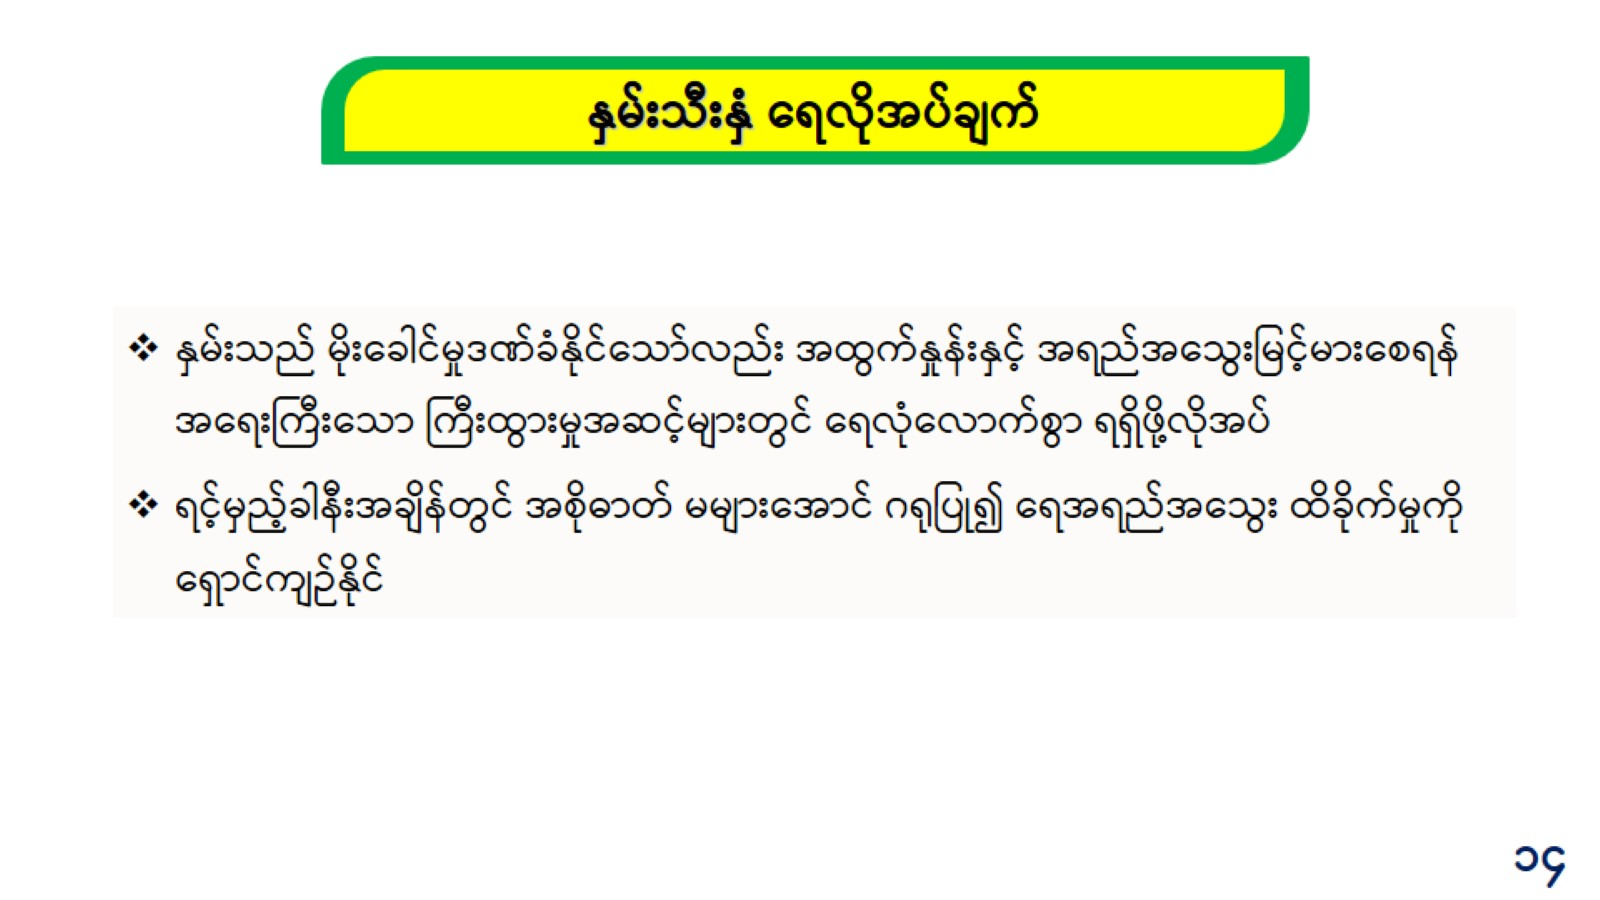 နှမ်းသီးနှံ ရေလိုအပ်ချက်
❖ နှမ်းသည် မိုးခေါင်မှုဒဏ်ခံနိုင်သော်လည်း အထွက်နှုန်းနှင့် အရည်အသွေးမြင့်မားစေရန်
အရေးကြီးသော ကြီးထွားမှုအဆင့်များတွင် ရေလုံလောက်စွာ ရရှိဖို့လိုအပ်
❖ ရင့်မှည့်ခါနီးအချိန်တွင် အစိုဓာတ် မများအောင် ဂရုပြု၍ ရေအရည်အသွေး ထိခိုက်မှုကို
ရှောင်ကျဉ်နိုင်
၁၄